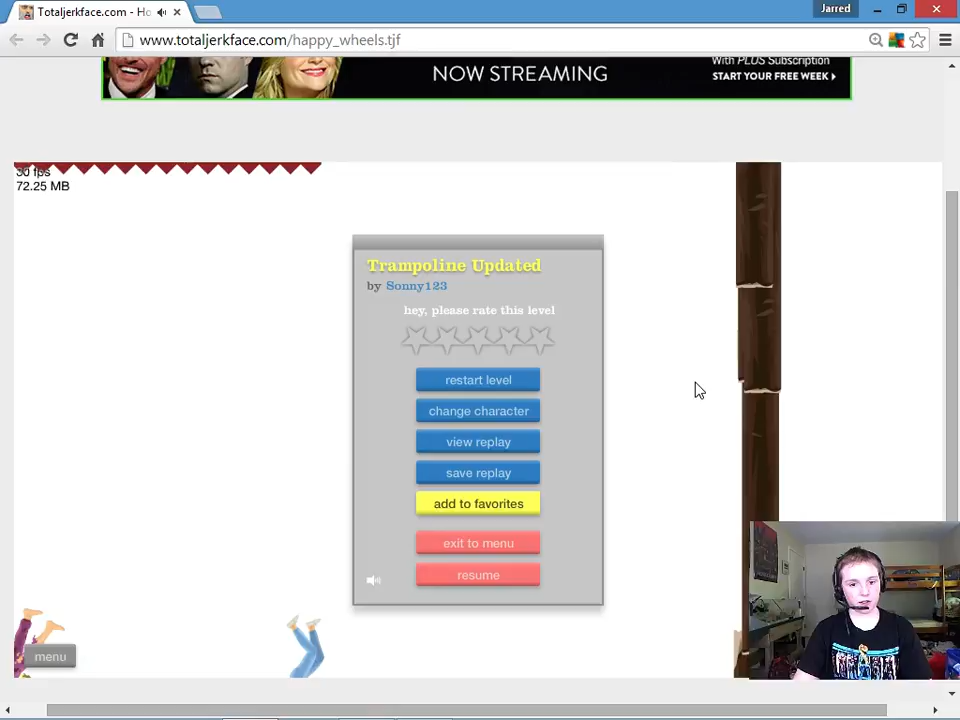 Totaljerkface.com - Ho
Jarred
www.totaljerkface.com/happy_wheels.tjf
NOW STREAMING
With PLUS Subscription
START YOUR FREE WEEK
30 fps
72.25 MB
Trampoline Updated
by Sonny123
hey, please rate this level
restart level
change character
view replay
save replay
add to favorites
exit to menu
resume
menu